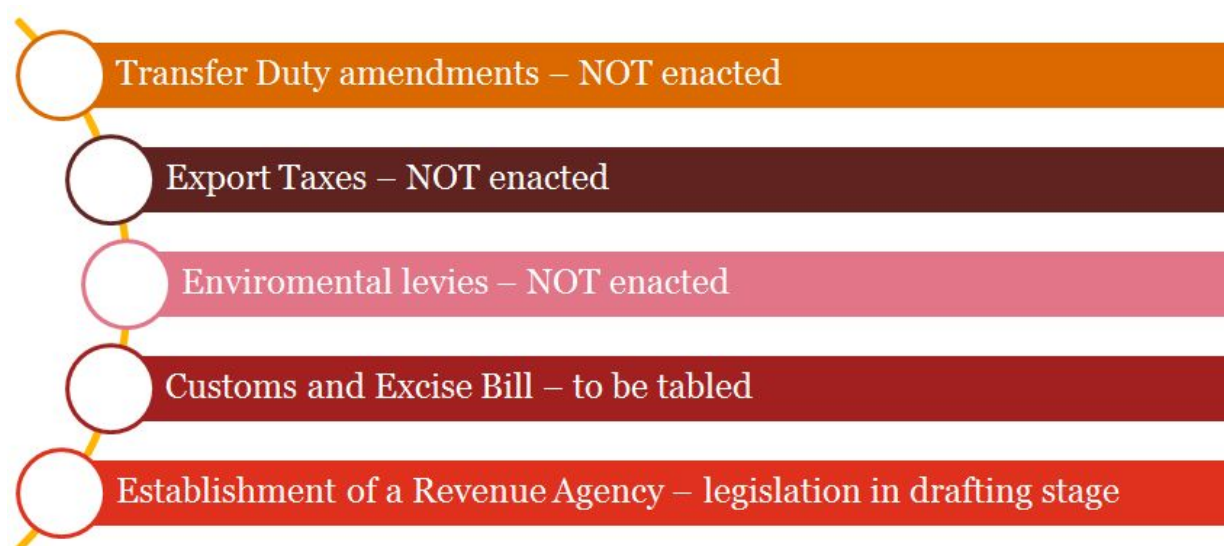 Transfer Duty amendments – NOT enacted
Export Taxes – NOT enacted
Enviromental levies – NOT enacted
Customs and Excise Bill – to be tabled
Establishment of a Revenue Agency – legislation in drafting stage